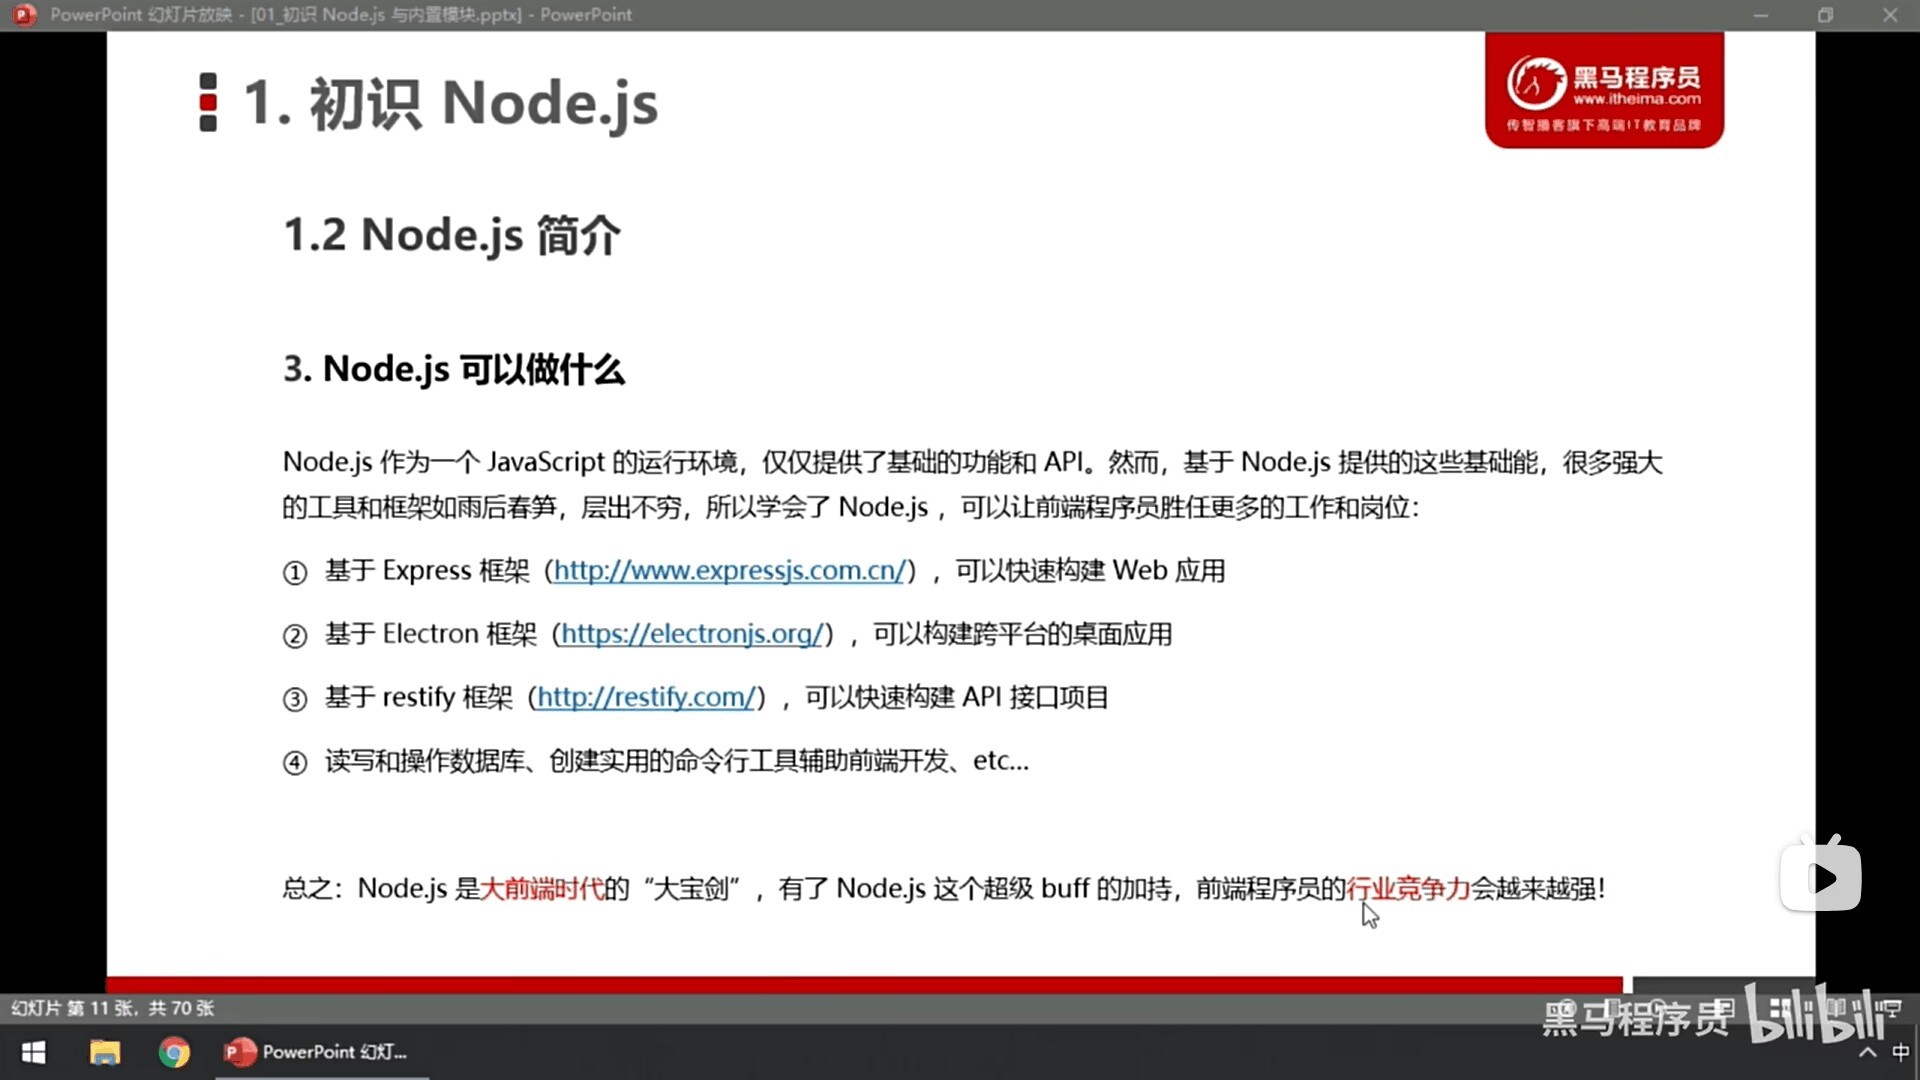 PowerPoint 幻灯片放映 - [01_初识 Node.js 与内置模块.pptx] - PowerPoint
1. 初识 Node.js
黑马程序员
www.itheima.com
传智播客旗下高端IT教育品牌
1.2 Node.js 简介
3. Node.js 可以做什么
Node.js 作为一个 JavaScript 的运行环境，仅仅提供了基础的功能和 API。然而，基于 Node.js 提供的这些基础能，很多强大
的工具和框架如雨后春笋，层出不穷，所以学会了 Node.js ，可以让前端程序员胜任更多的工作和岗位：
① 基于 Express 框架（http://www.expressjs.com.cn/），可以快速构建 Web 应用
② 基于 Electron 框架（https://electronjs.org/），可以构建跨平台的桌面应用
③ 基于 restify 框架（http://restify.com/），可以快速构建 API 接口项目
④ 读写和操作数据库、创建实用的命令行工具辅助前端开发、etc…
总之：Node.js 是大前端时代的“大宝剑”，有了 Node.js 这个超级 buff 的加持，前端程序员的行业竞争力会越来越强！
幻灯片 第 11 张，共 70 张
黑马程序员 bilibili
PowerPoint 幻灯...
中